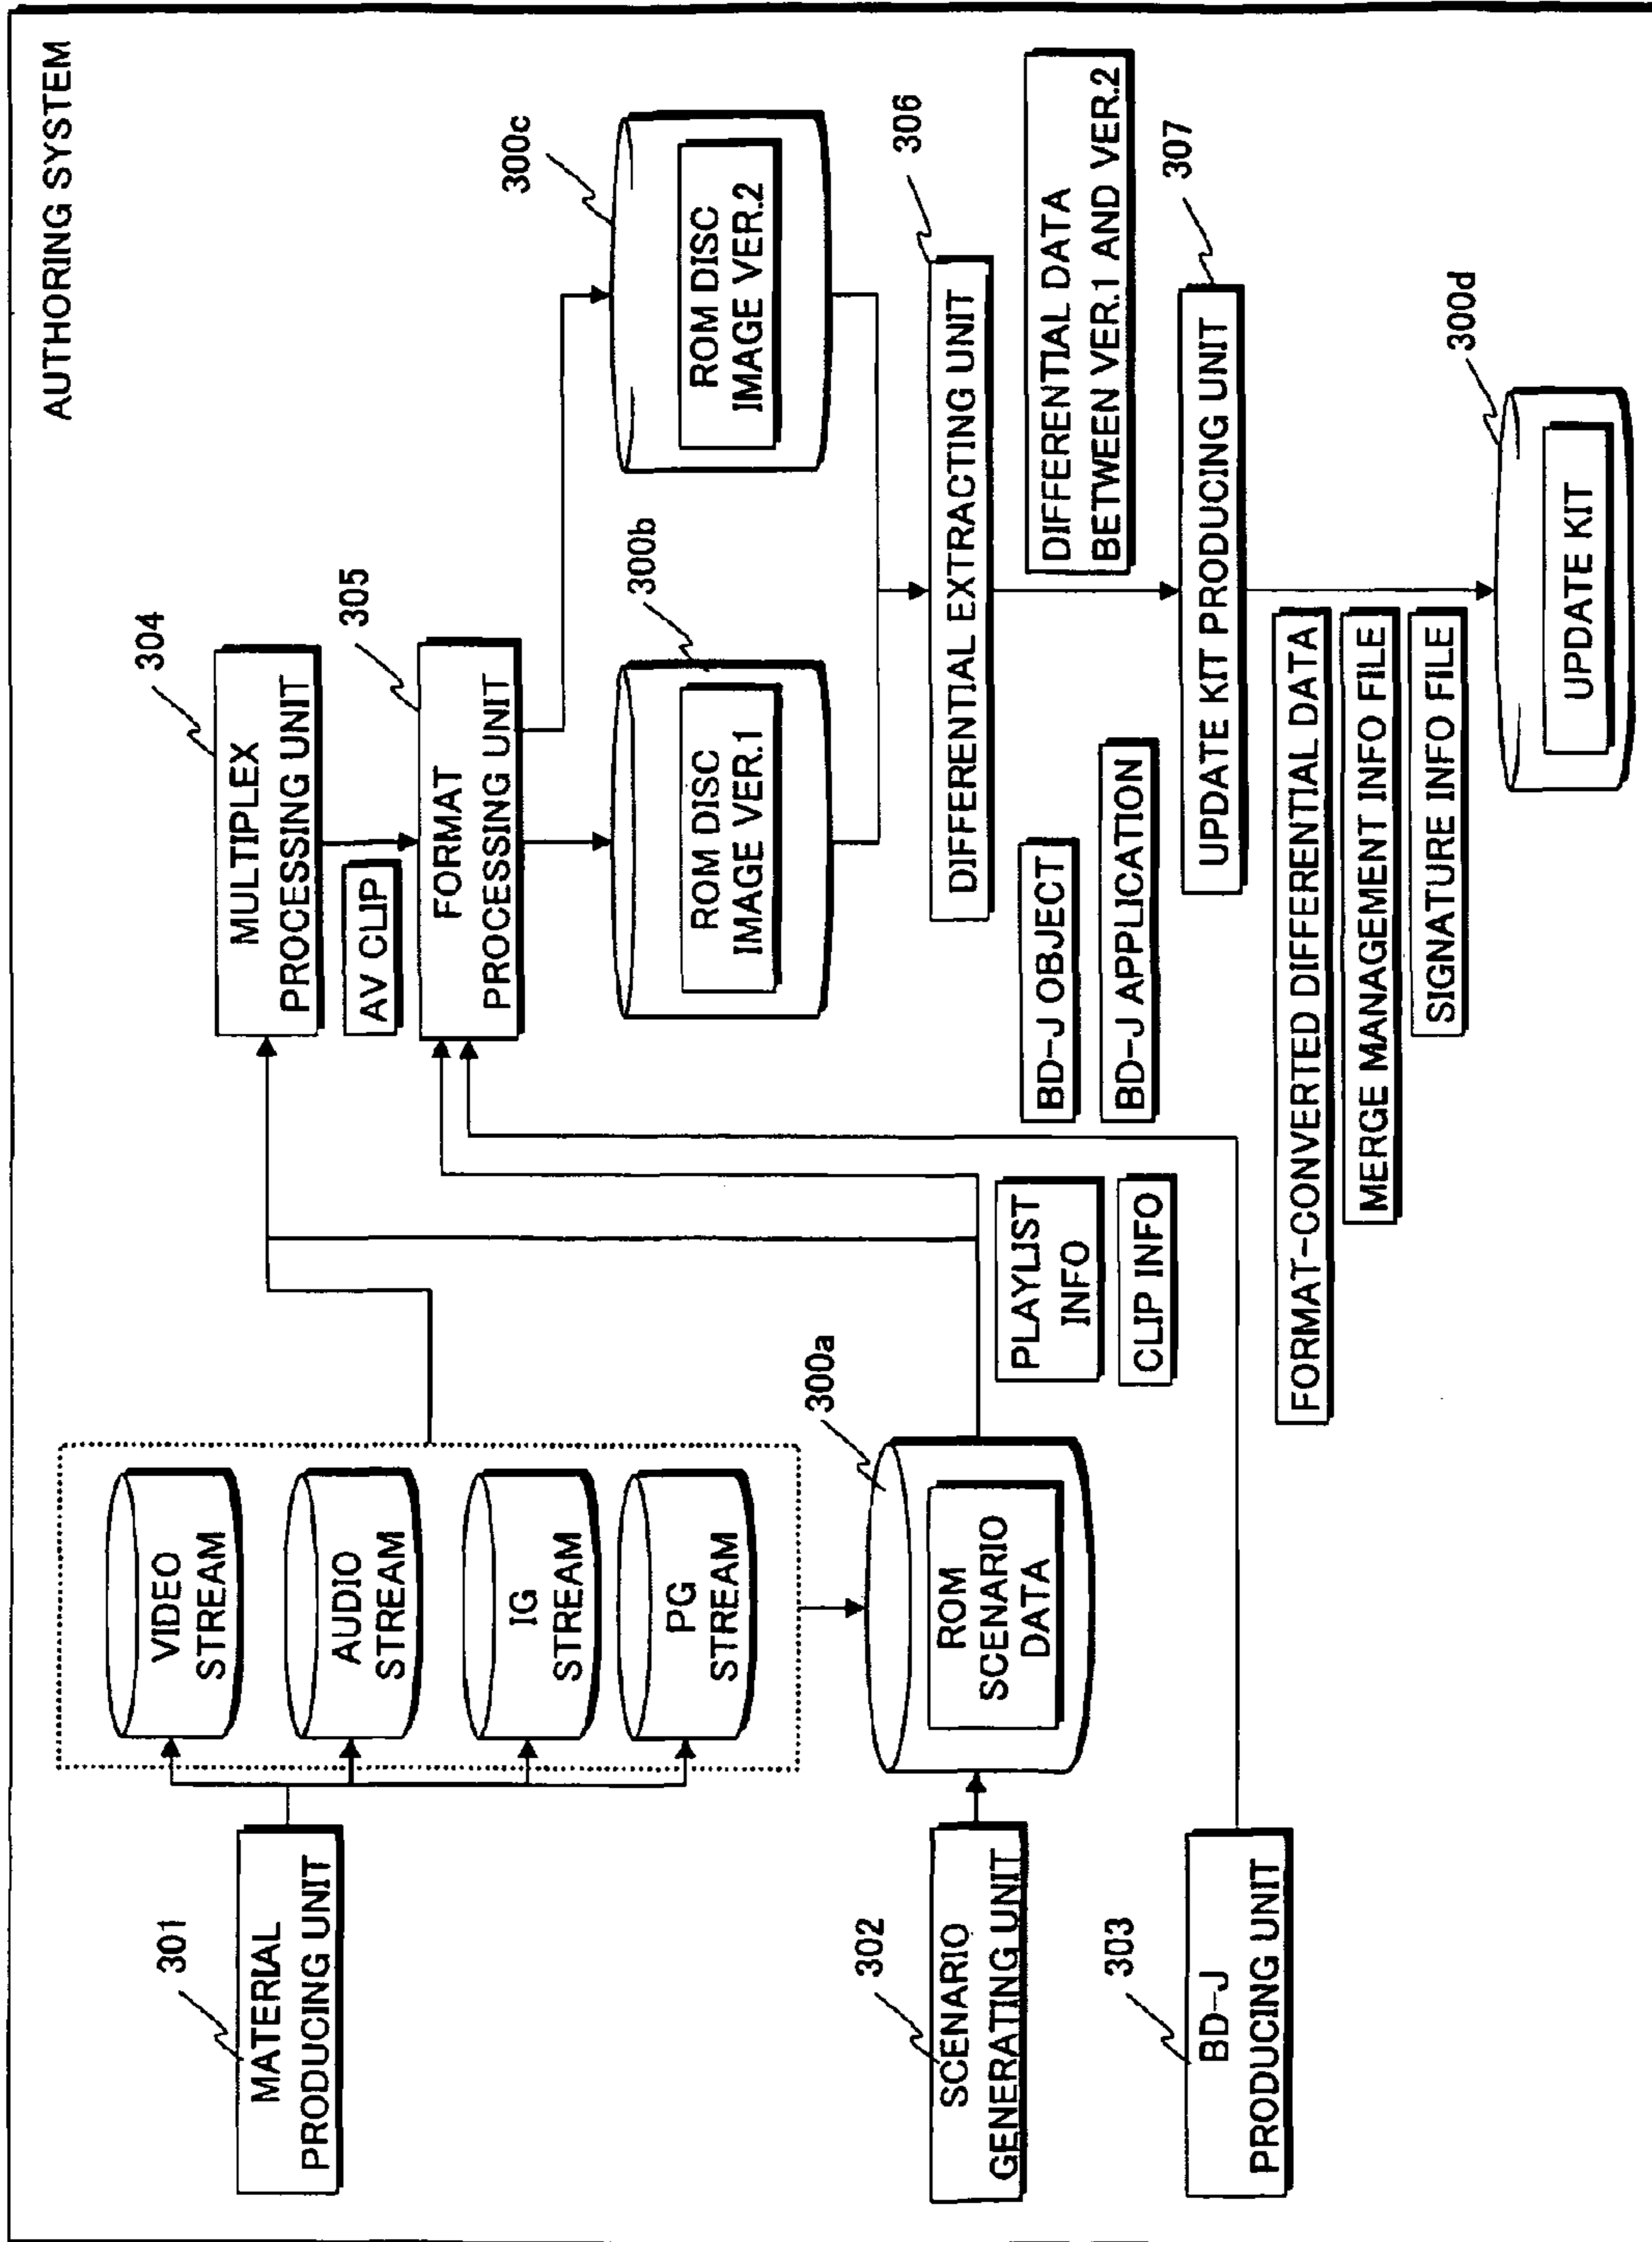 AUTHORING SYSTEM
301
MATERIAL
PRODUCING UNIT
VIDEO
STREAM
AUDIO
STREAM
IG
STREAM
PG
STREAM
302
SCENARIO
GENERATING UNIT
300a
ROM
SCENARIO
DATA
303
BD-J
PRODUCING UNIT
PLAYLIST
INFO
CLIP INFO
BD-J OBJECT
BD-J APPLICATION
304
MULTIPLEX
PROCESSING UNIT
AV CLIP
305
FORMAT
PROCESSING UNIT
300b
ROM DISC
IMAGE VER.1
300c
ROM DISC
IMAGE VER.2
306
DIFFERENTIAL EXTRACTING UNIT
DIFFERENTIAL DATA
BETWEEN VER.1 AND VER.2
307
UPDATE KIT PRODUCING UNIT
FORMAT-CONVERTED DIFFERENTIAL DATA
MERGE MANAGEMENT INFO FILE
SIGNATURE INFO FILE
300d
UPDATE KIT